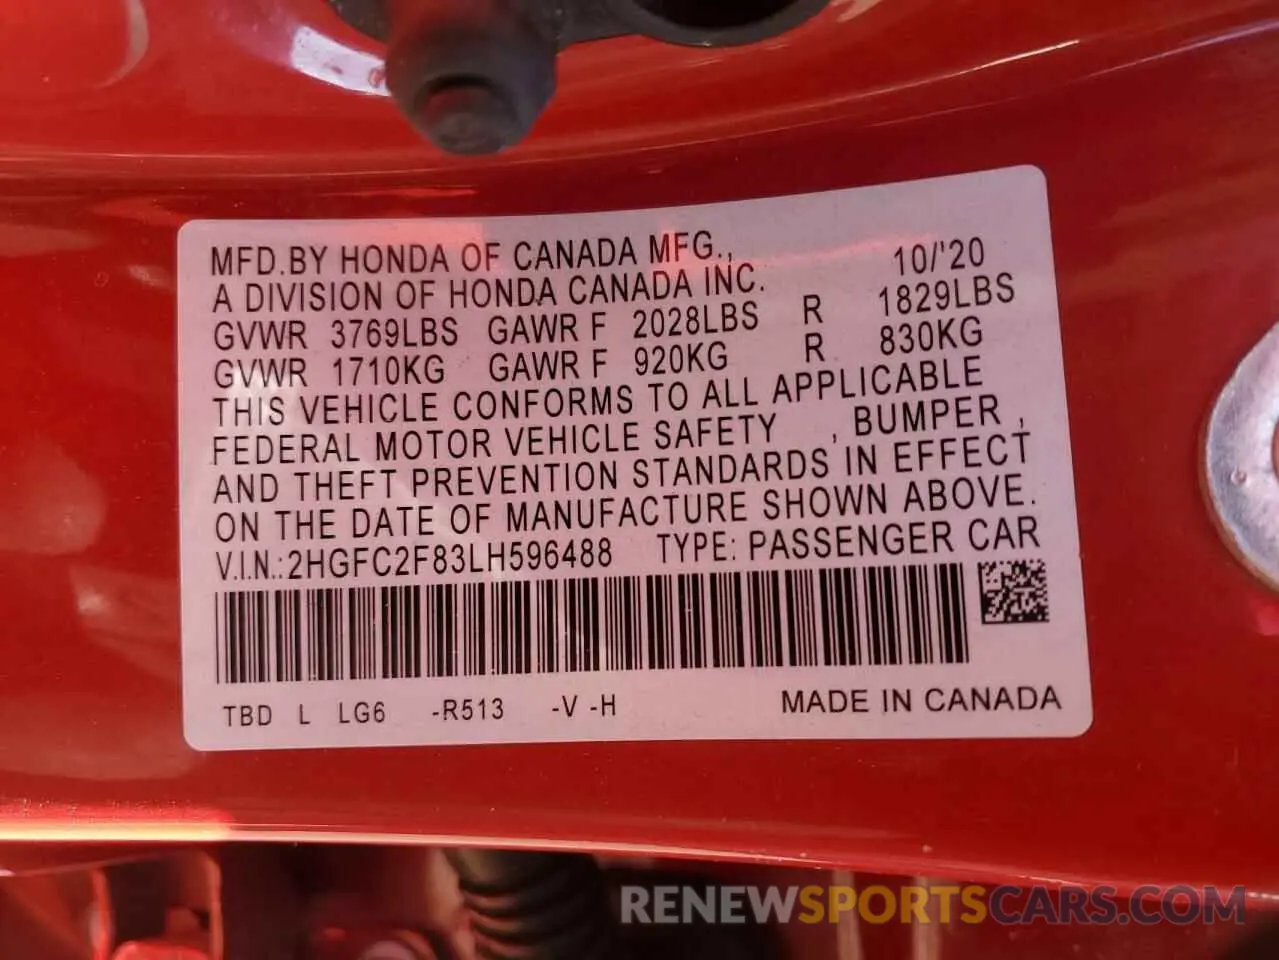 MFD.BY HONDA OF CANADA MFG., 10/'20
A DIVISION OF HONDA CANADA INC.
GVWR 3769LBS GAWR F 2028LBS R 1829LBS
GVWR 1710KG GAWR F 920KG R 830KG
THIS VEHICLE CONFORMS TO ALL APPLICABLE
FEDERAL MOTOR VEHICLE SAFETY , BUMPER ,
AND THEFT PREVENTION STANDARDS IN EFFECT
ON THE DATE OF MANUFACTURE SHOWN ABOVE.
V.I.N.:2HGFC2F83LH596488 TYPE: PASSENGER CAR
TBD L LG6 -R513 -V -H MADE IN CANADA
RENEWSPORTSCARS.COM